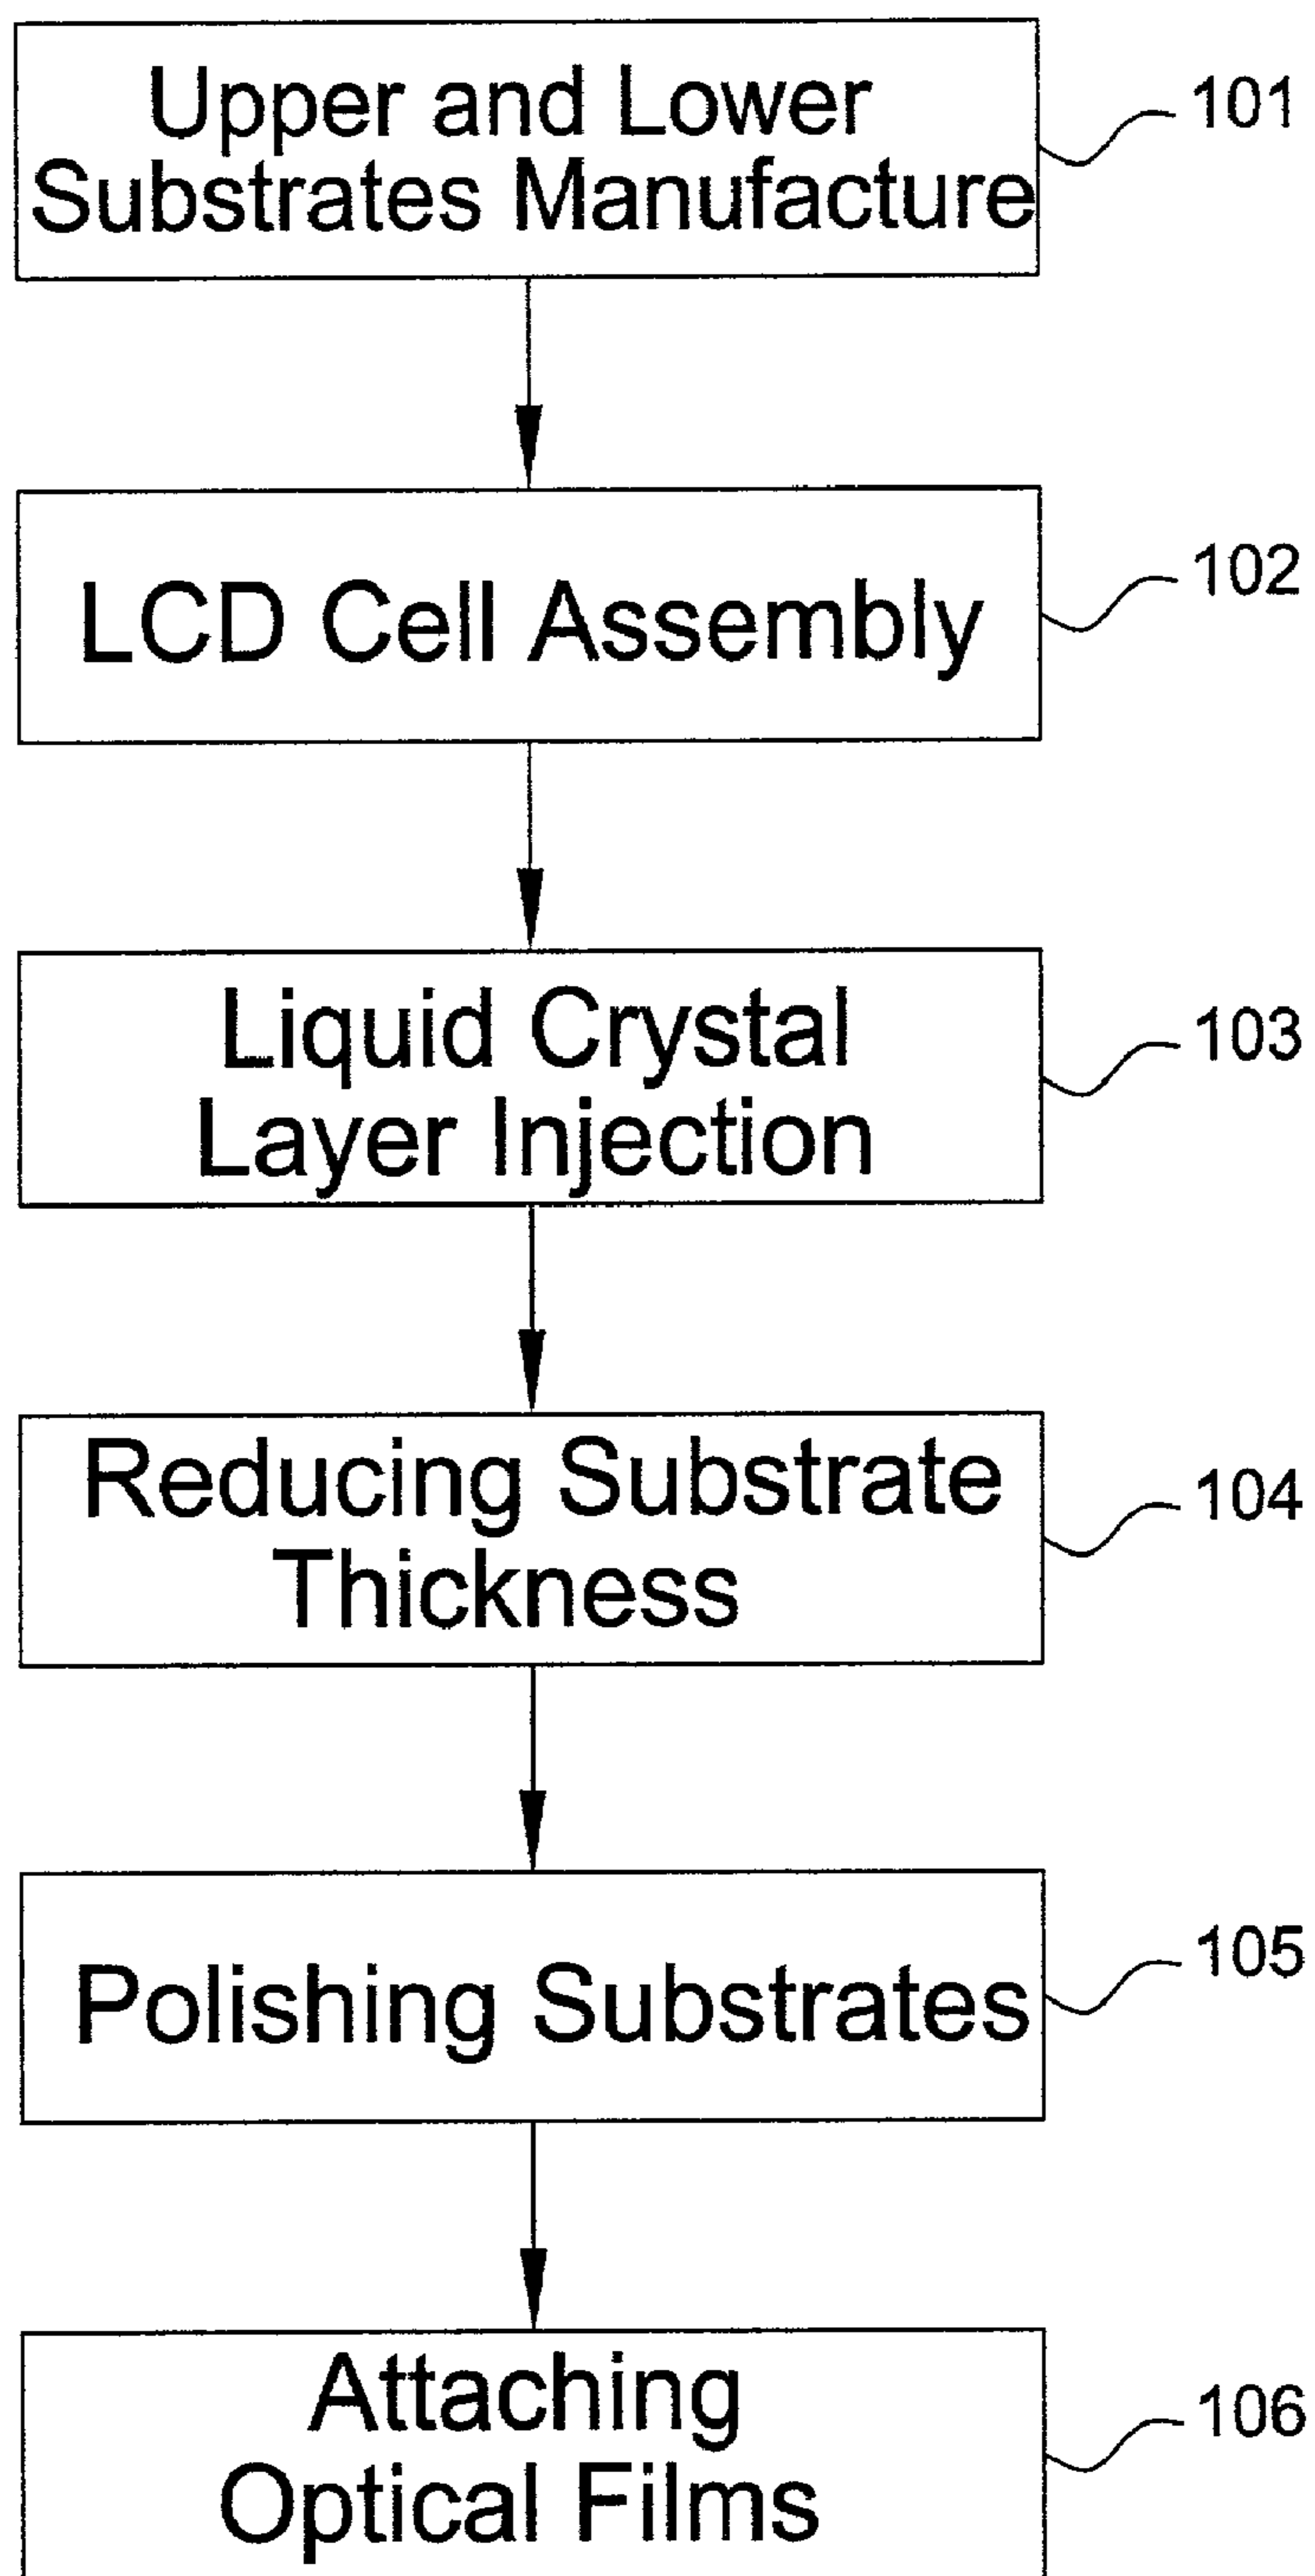 Upper and Lower
Substrates Manufacture
101
LCD Cell Assembly
102
Liquid Crystal
Layer Injection
103
Reducing Substrate
Thickness
104
Polishing Substrates
105
Attaching
Optical Films
106